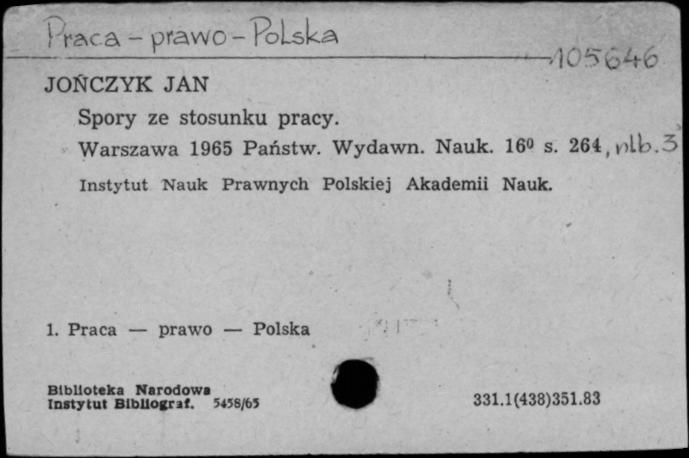 Praca – prawo – Polska
105646
JOŃCZYK JAN
Spory ze stosunku pracy.
Warszawa 1965 Państw. Wydawn. Nauk. 16⁰ s. 264, nlb. 3
Instytut Nauk Prawnych Polskiej Akademii Nauk.
1. Praca — prawo — Polska
Biblioteka Narodowa
Instytut Bibliograf. 5458/65
331.1(438)351.83